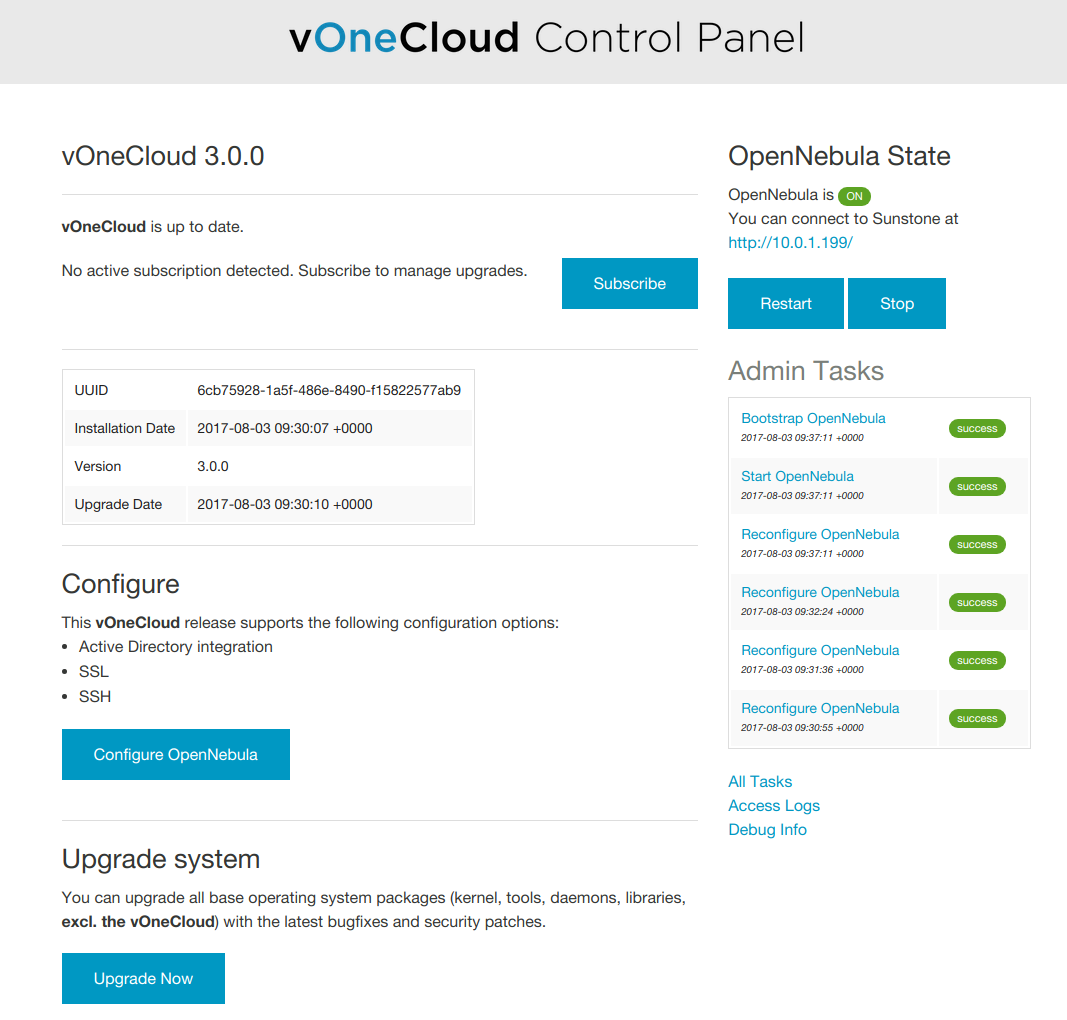 vOneCloud Control Panel
vOneCloud 3.0.0
vOneCloud is up to date.
No active subscription detected. Subscribe to manage upgrades.
Subscribe
UUID 6cb75928-1a5f-486e-8490-f15822577ab9
Installation Date 2017-08-03 09:30:07 +0000
Version 3.0.0
Upgrade Date 2017-08-03 09:30:10 +0000
Configure
This vOneCloud release supports the following configuration options:
• Active Directory integration
• SSL
• SSH
Configure OpenNebula
Upgrade system
You can upgrade all base operating system packages (kernel, tools, daemons, libraries,
excl. the vOneCloud) with the latest bugfixes and security patches.
Upgrade Now
OpenNebula State
OpenNebula is ON
You can connect to Sunstone at
http://10.0.1.199/
Restart Stop
Admin Tasks
Bootstrap OpenNebula
2017-08-03 09:37:11 +0000
success
Start OpenNebula
2017-08-03 09:37:11 +0000
success
Reconfigure OpenNebula
2017-08-03 09:37:11 +0000
success
Reconfigure OpenNebula
2017-08-03 09:32:24 +0000
success
Reconfigure OpenNebula
2017-08-03 09:31:36 +0000
success
Reconfigure OpenNebula
2017-08-03 09:30:55 +0000
success
All Tasks
Access Logs
Debug Info